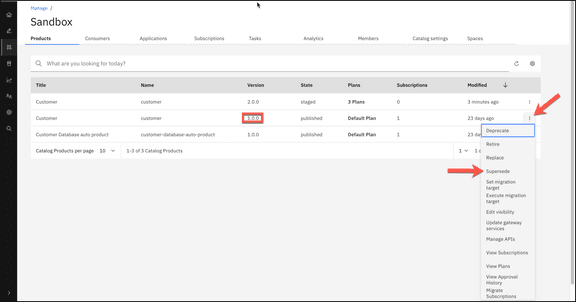 Manage /
Sandbox
Products Consumers Applications Subscriptions Tasks Analytics Members Catalog settings Spaces
What are you looking for today?
Title Name Version State Plans Subscriptions Modified
Customer customer 2.0.0 staged 3 Plans 0 3 minutes ago
Customer customer 1.0.0 published Default Plan 1 23 days ago
Customer Database auto product customer-database-auto-product 1.0.0 published Default Plan 1 23 da
Catalog Products per page 10 1-3 of 3 Catalog Products 1
Deprecate
Retire
Replace
Supersede
Set migration
target
Execute migration
target
Edit visibility
Update gateway
services
Manage APIs
View Subscriptions
View Plans
View Approval
History
Migrate
Subscriptions